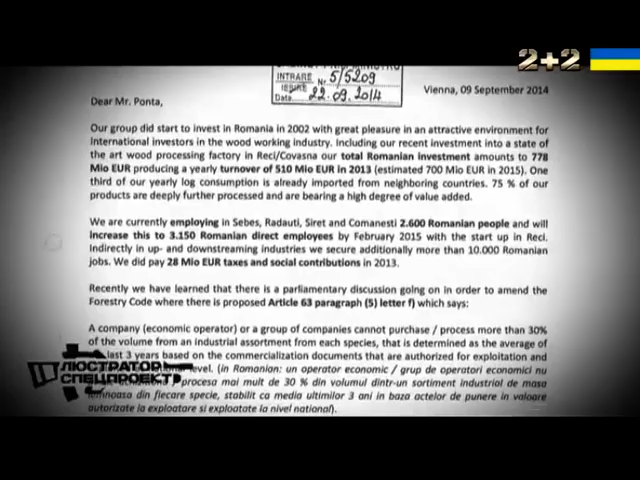 2+2
INTRARE Nr. 5/5209
IESIRE
Data 22.09.2014
Vienna, 09 September 2014
Dear Mr. Ponta,
Our group did start to invest in Romania in 2002 with great pleasure in an attractive environment for
International investors in the wood working industry. Including our recent investment into a state of
the art wood processing factory in Reci/Covasna our total Romanian investment amounts to 778
Mio EUR producing a yearly turnover of 510 Mio EUR in 2013 (estimated 700 Mio EUR in 2015). One
third of our yearly log consumption is already imported from neighboring countries. 75 % of our
products are deeply further processed and are bearing a high degree of value added.
We are currently employing in Sebes, Radauti, Siret and Comanesti 2.600 Romanian people and will
increase this to 3.150 Romanian direct employees by February 2015 with the start up in Reci.
Indirectly in up- and downstreaming industries we secure additionally more than 10.000 Romanian
jobs. We did pay 28 Mio EUR taxes and social contributions in 2013.
Recently we have learned that there is a parliamentary discussion going on in order to amend the
Forestry Code where there is proposed Article 63 paragraph (5) letter f) which says:
A company (economic operator) or a group of companies cannot purchase / process more than 30%
of the volume from an industrial assortment from each species, that is determined as the average of
last 3 years based on the commercialization documents that are authorized for exploitation and
level. (in Romanian: un operator economic / grup de operatori economici nu
procesa mai mult de 30 % din volumul dintr-un sortiment industrial de masa
lemnoasa din fiecare specie, stabilit ca media ultimilor 3 ani in baza actelor de punere in valoare
autorizate la exploatare si exploatate la nivel national).
ІЛЮСТРАТОР
СПЕЦПРОЕКТ